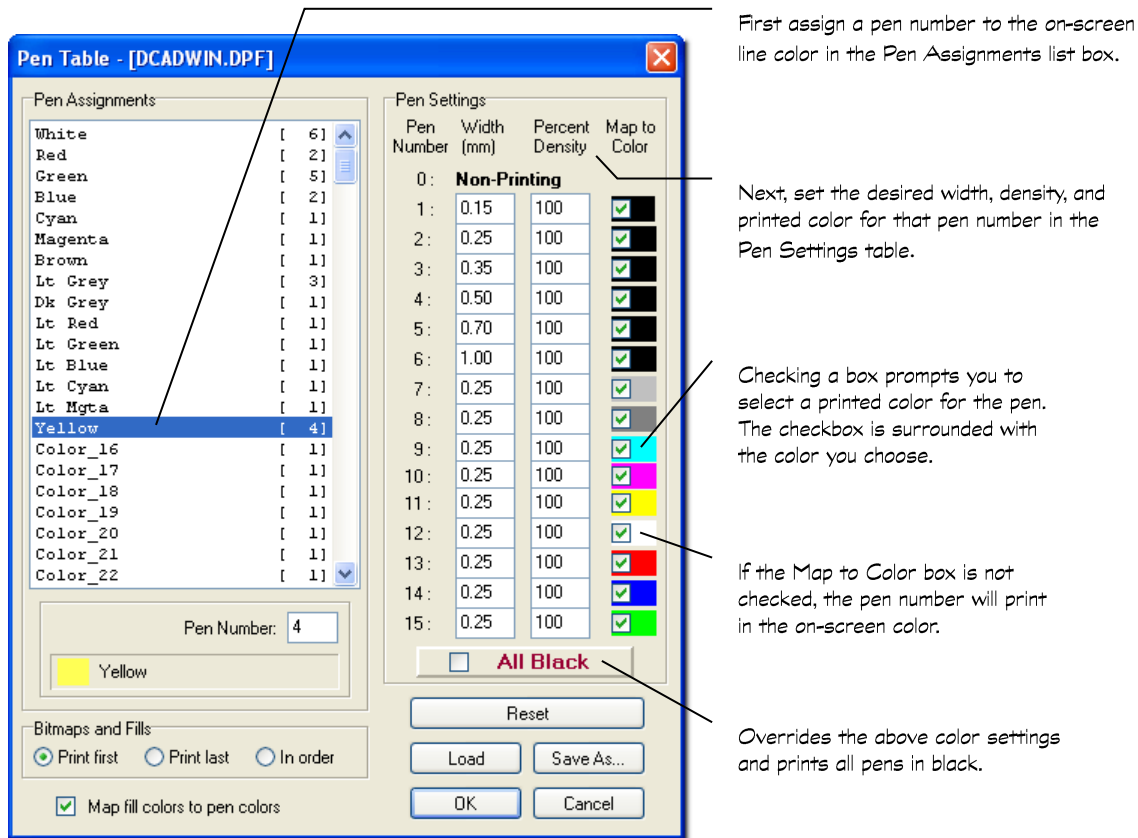 Pen Table - [DCADWIN.DPF]
Pen Assignments
White [ 6]
Red [ 2]
Green [ 5]
Blue [ 2]
Cyan [ 1]
Magenta [ 1]
Brown [ 1]
Lt Grey [ 3]
Dk Grey [ 1]
Lt Red [ 1]
Lt Green [ 1]
Lt Blue [ 1]
Lt Cyan [ 1]
Lt Mgta [ 1]
Yellow [ 4]
Color_16 [ 1]
Color_17 [ 1]
Color_18 [ 1]
Color_19 [ 1]
Color_20 [ 1]
Color_21 [ 1]
Color_22 [ 1]
Pen Number: 4
Yellow
Bitmaps and Fills
Print first Print last In order
Map fill colors to pen colors
Pen Settings
Pen Width Percent Map to
Number (mm) Density Color
0 : Non-Printing
1 : 0.15 100
2 : 0.25 100
3 : 0.35 100
4 : 0.50 100
5 : 0.70 100
6 : 1.00 100
7 : 0.25 100
8 : 0.25 100
9 : 0.25 100
10 : 0.25 100
11 : 0.25 100
12 : 0.25 100
13 : 0.25 100
14 : 0.25 100
15 : 0.25 100
All Black
Reset
Load Save As...
OK Cancel
First assign a pen number to the on-screen
line color in the Pen Assignments list box.
Next, set the desired width, density, and
printed color for that pen number in the
Pen Settings table.
Checking a box prompts you to
select a printed color for the pen.
The checkbox is surrounded with
the color you choose.
If the Map to Color box is not
checked, the pen number will print
in the on-screen color.
Overrides the above color settings
and prints all pens in black.